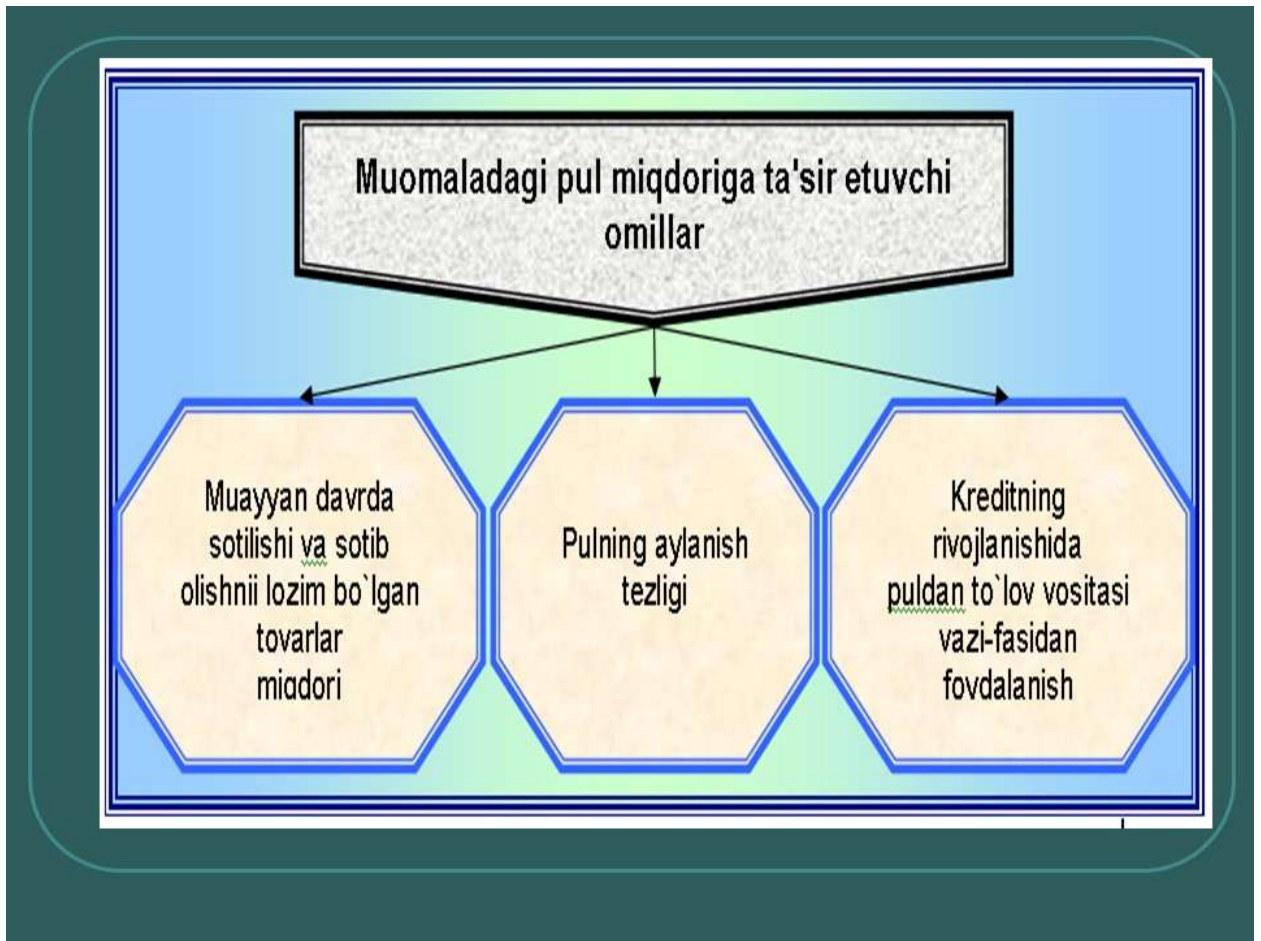 Muomaladagi pul miqdoriga ta'sir etuvchi
omillar
Muayyan davrda
sotilishi va sotib
olishnii lozim bo`lgan
tovarlar
miqdori
Pulning aylanish
tezligi
Kreditning
rivojlanishida
puldan to`lov vositasi
vazi-fasidan
foydalanish